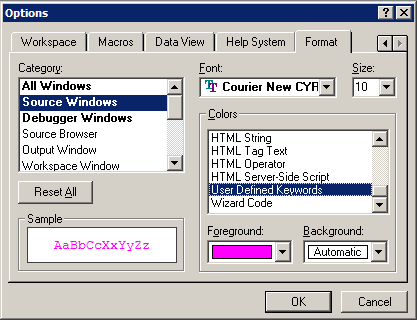 Options
Workspace Macros Data View Help System Format
Category: Font: Size:
All Windows
Source Windows
Debugger Windows
Source Browser
Output Window
Workspace Window
Courier New CYR
10
Colors
HTML String
HTML Tag Text
HTML Operator
HTML Server-Side Script
User Defined Keywords
Wizard Code
Reset All
Sample
AaBbCcXxYyZz
Foreground: Background:
Automatic
OK Cancel